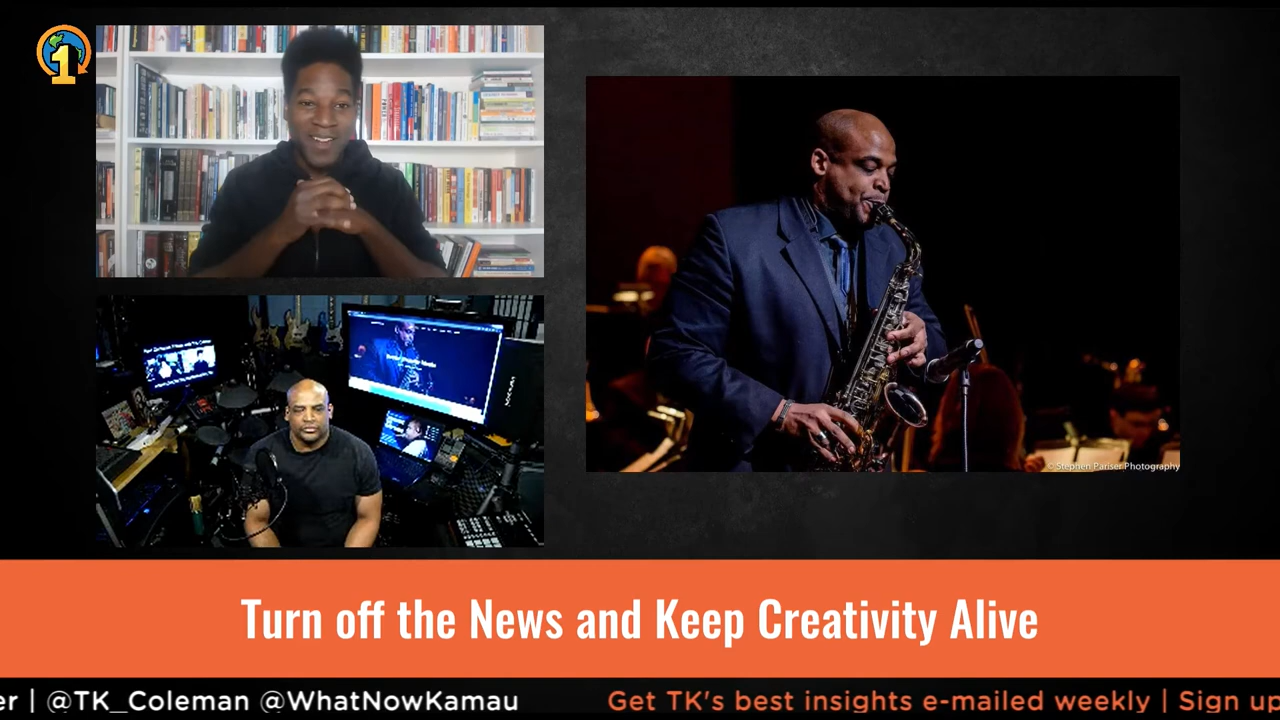 1
© Stephen Pariser Photography
Turn off the News and Keep Creativity Alive
er | @TK_Coleman @WhatNowKamau
Get TK's best insights e-mailed weekly | Sign up